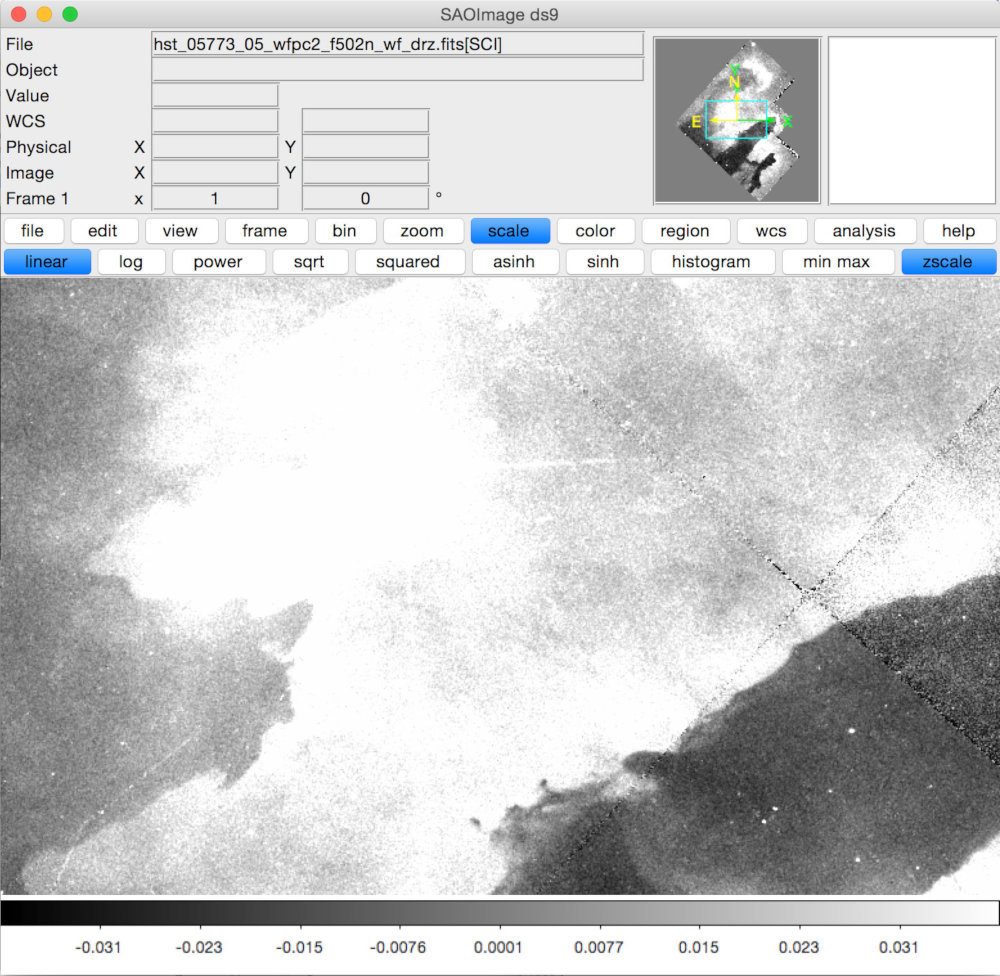 SAOImage ds9
File hst_05773_05_wfpc2_f502n_wf_drz.fits[SCI]
Object
Value
WCS
Physical X Y
Image X Y
Frame 1 x 1 0 °
Y
N
E X
file edit view frame bin zoom scale color region wcs analysis help
linear log power sqrt squared asinh sinh histogram min max zscale
-0.031 -0.023 -0.015 -0.0076 0.0001 0.0077 0.015 0.023 0.031